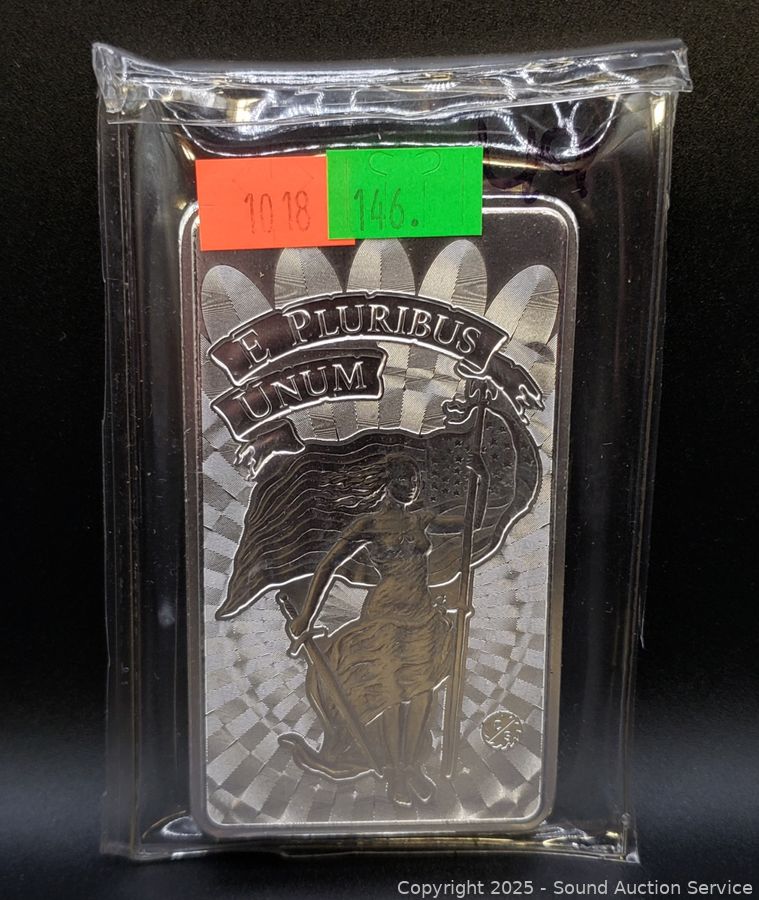 1018
146.
E PLURIBUS
UNUM
Copyright 2025 - Sound Auction Service